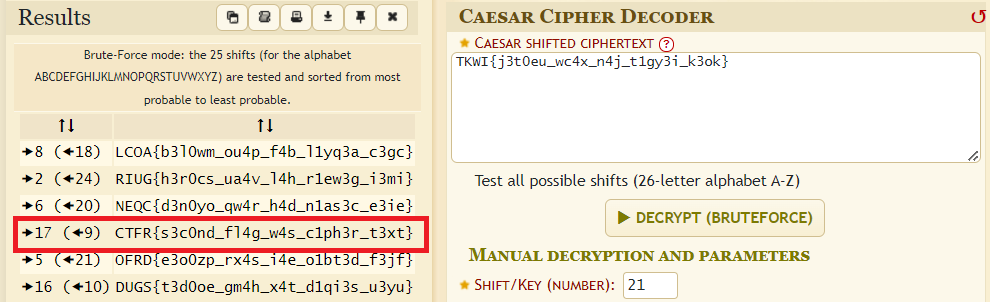 Results
Brute-Force mode: the 25 shifts (for the alphabet
ABCDEFGHIJKLMNOPQRSTUVWXYZ) are tested and sorted from most
probable to least probable.
↑↓ ↑↓
➔8 (🡰18) LCOA{b3l0wm_ou4p_f4b_l1yq3a_c3gc}
➔2 (🡰24) RIUG{h3r0cs_ua4v_l4h_r1ew3g_i3mi}
➔6 (🡰20) NEQC{d3n0yo_qw4r_h4d_n1as3c_e3ie}
➔17 (🡰9) CTFR{s3c0nd_fl4g_w4s_c1ph3r_t3xt}
➔5 (🡰21) OFRD{e3o0zp_rx4s_i4e_o1bt3d_f3jf}
➔16 (🡰10) DUGS{t3d0oe_gm4h_x4t_d1qi3s_u3yu}
CAESAR CIPHER DECODER
★ CAESAR SHIFTED CIPHERTEXT ?
TKWI{j3t0eu_wc4x_n4j_t1gy3i_k3ok}
Test all possible shifts (26-letter alphabet A-Z)
▶ DECRYPT (BRUTEFORCE)
MANUAL DECRYPTION AND PARAMETERS
★ SHIFT/KEY (NUMBER): 21